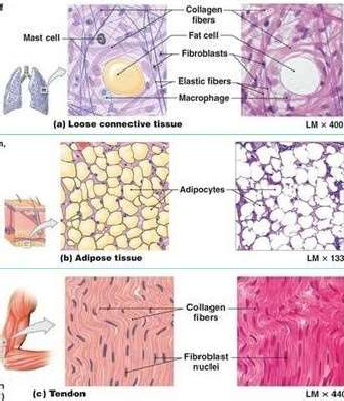 Collagen
fibers
Mast cell
Fat cell
Fibroblasts
Elastic fibers
Macrophage
(a) Loose connective tissue
LM × 400
Adipocytes
(b) Adipose tissue
LM × 133
Collagen
fibers
Fibroblast
nuclei
(c) Tendon
LM × 440